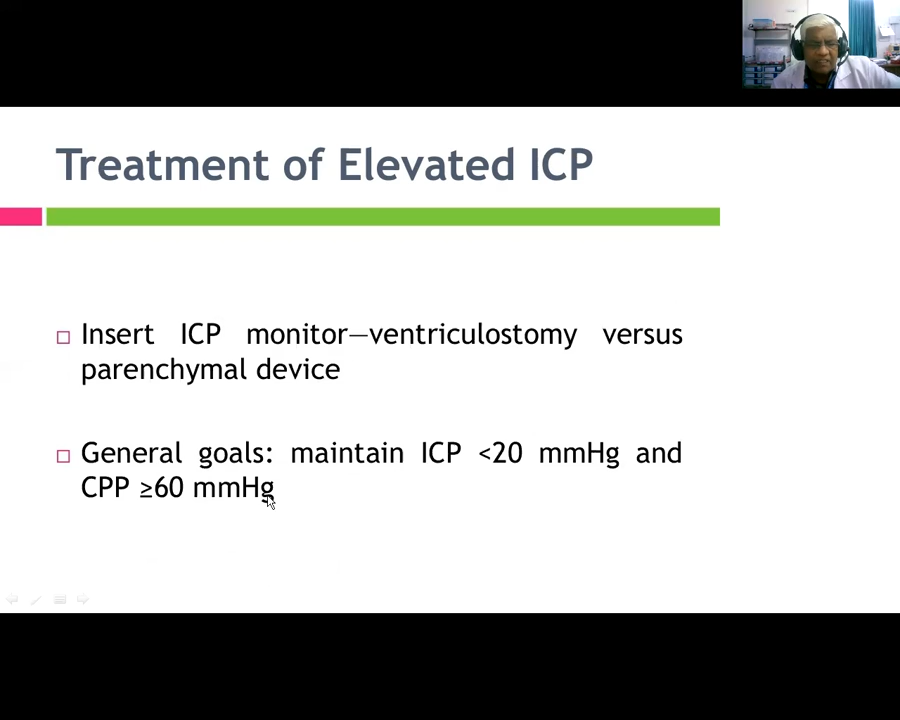 Treatment of Elevated ICP
Insert ICP monitor—ventriculostomy versus
parenchymal device
General goals: maintain ICP <20 mmHg and
CPP ≥60 mmHg